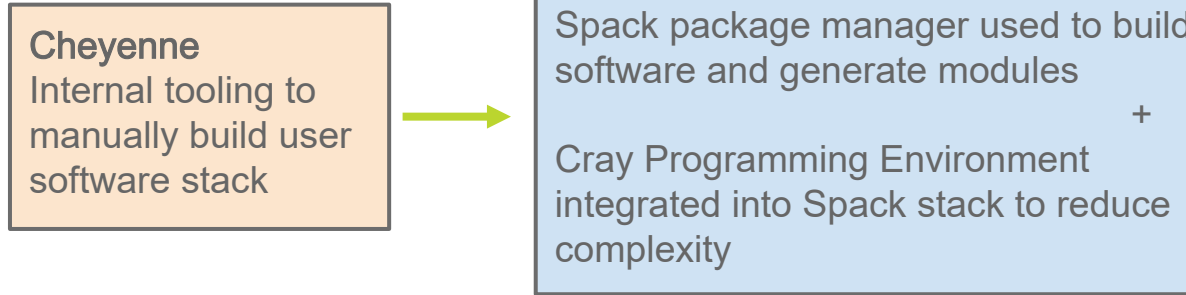 Cheyenne
Internal tooling to
manually build user
software stack
Spack package manager used to build
software and generate modules
+
Cray Programming Environment
integrated into Spack stack to reduce
complexity